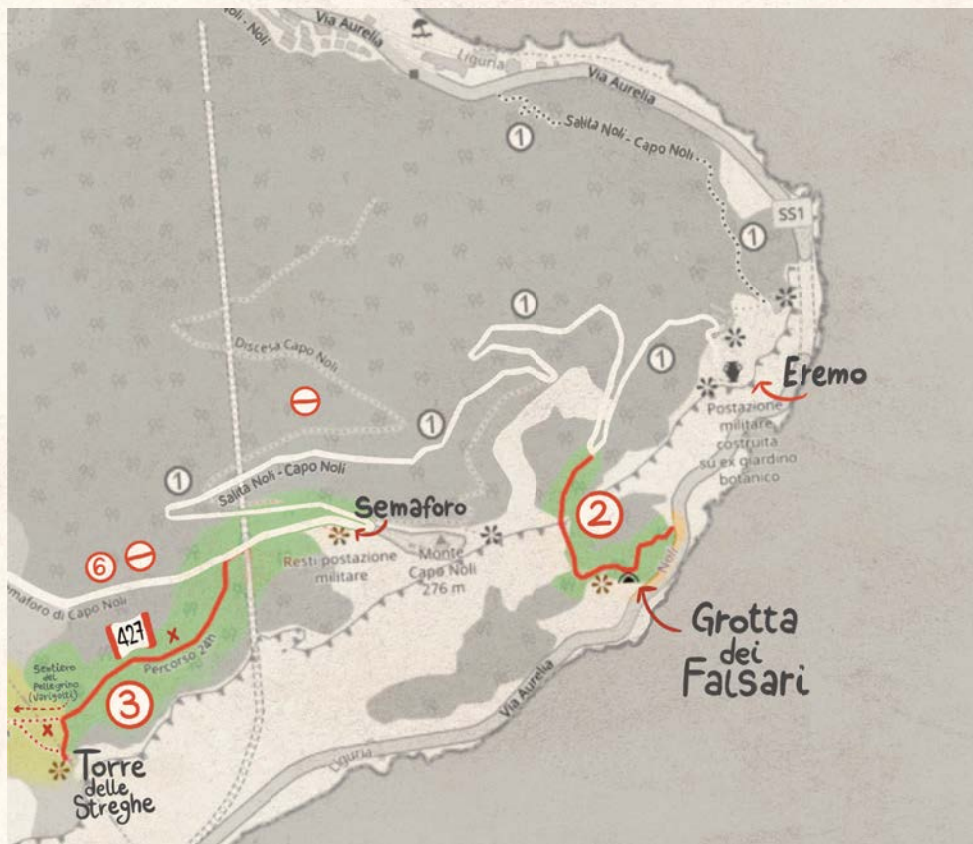 Noli - Noli
Via Aurelia
Liguria
Via Aurelia
1
Salita Noli - Capo Noli
SS1
1
1
Discesa Capo Noli
1
Eremo
1
Postazione
militare
costruita
su ex giardino
botanico
1
Salita Noli - Capo Noli
Semaforo
2
Resti postazione
militare
Monte
Capo Noli
276 m
Noli
6
Semaforo di Capo Noli
Grotta
dei
Falsari
427
x
Percorso 24h
Sentiero
del
Pellegrino
(Varigotti)
3
Via Aurelia
x
Liguria
Torre
delle
Streghe